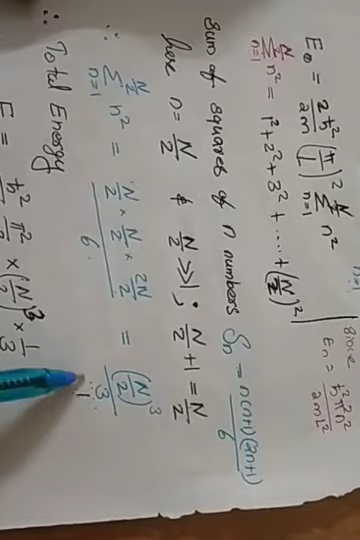 n=1
E₀ = 2ħ²/2m (π/L)² Σ_{n=1}^{N/2} n²
since
Eₙ = ħ²π²n²/2mL²
Σ_{n=1}^{N/2} n² = 1² + 2² + 3² + .... + (N/2)²
sum of squares of n numbers Sₙ = n(n+1)(2n+1)/6
here n = N/2 & N/2 >> 1 ; N/2 + 1 = N/2
∴ Σ_{n=1}^{N/2} n² = (N/2 × N/2 × 2N/2)/6 = (N/2)³/3
∴ Total Energy
E = ħ² π² × (N/2)³ × 1/3